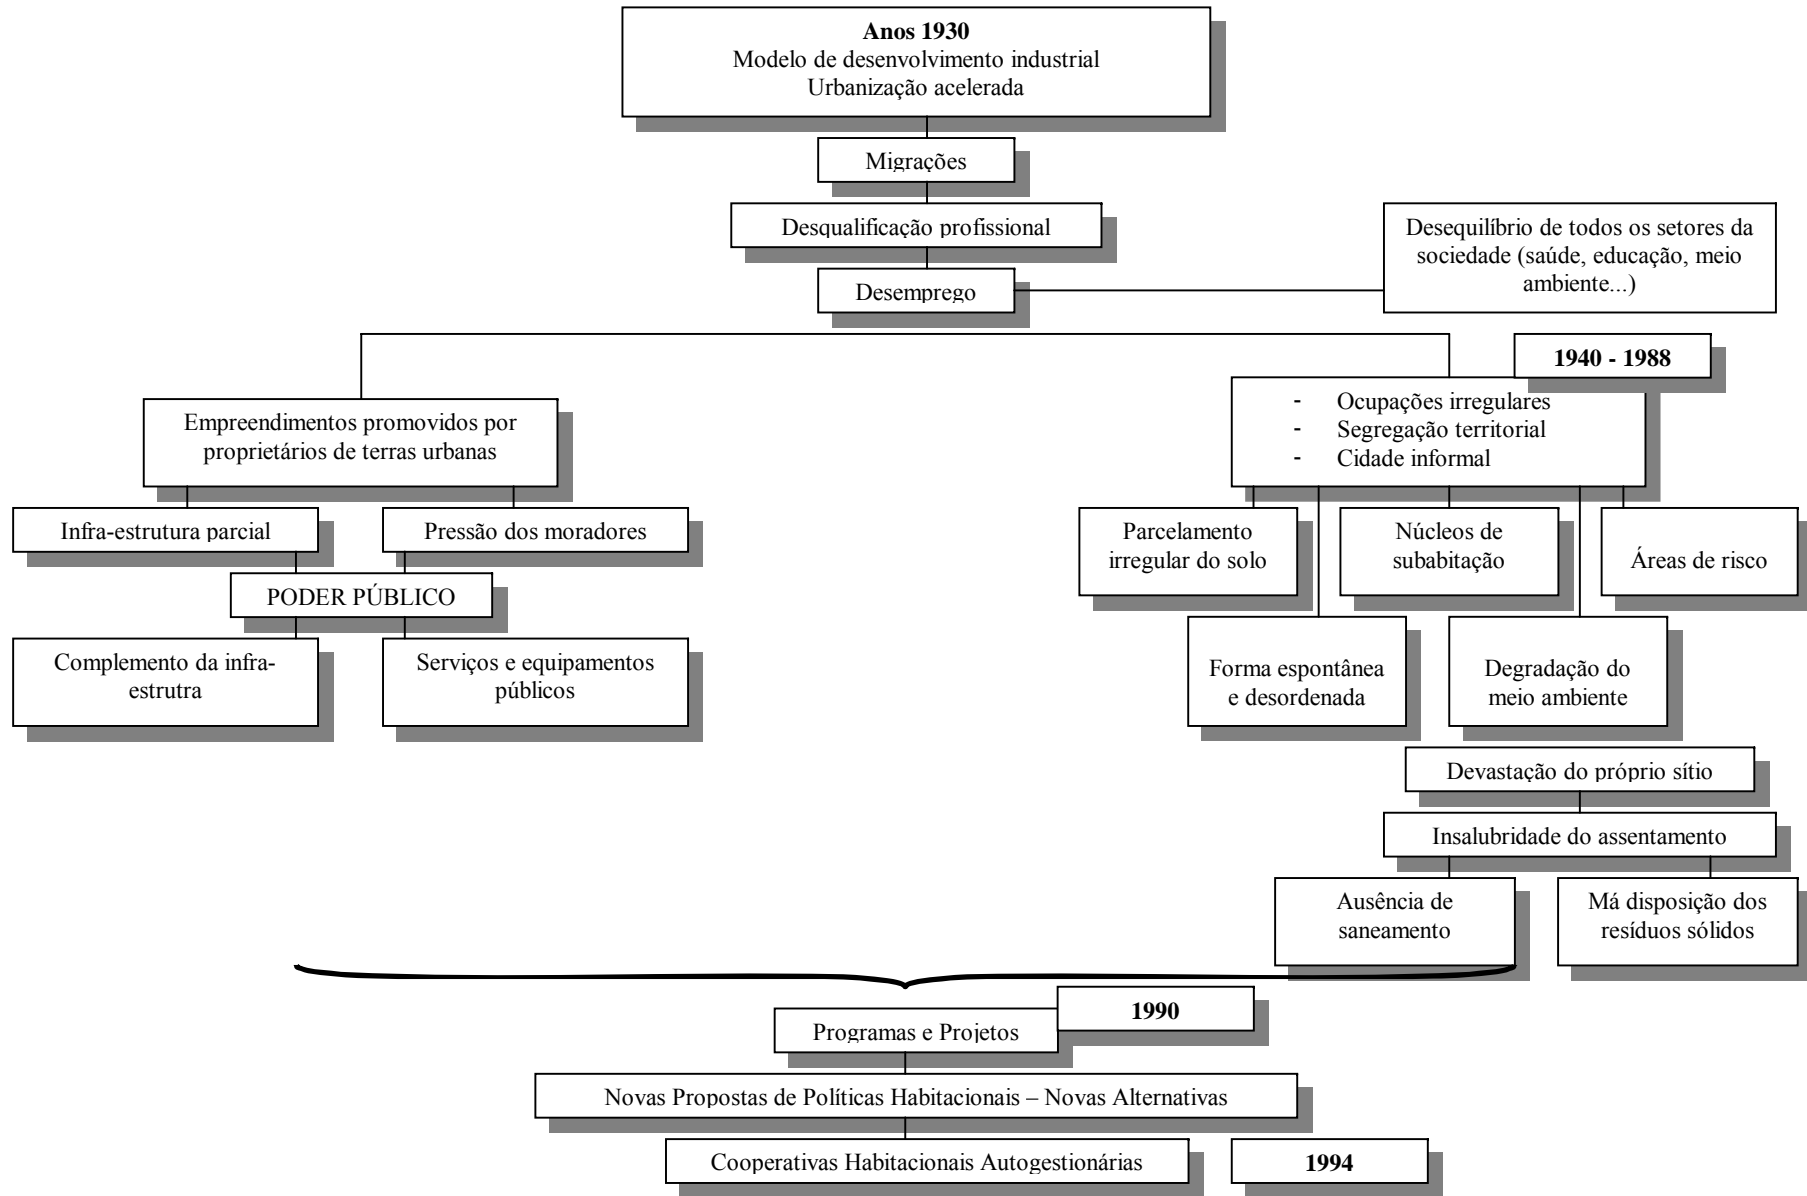 Anos 1930
Modelo de desenvolvimento industrial
Urbanização acelerada
Migrações
Desqualificação profissional
Desequilíbrio de todos os setores da
sociedade (saúde, educação, meio
ambiente...)
Desemprego
1940 - 1988
Empreendimentos promovidos por
proprietários de terras urbanas
- Ocupações irregulares
- Segregação territorial
- Cidade informal
Infra-estrutura parcial
Pressão dos moradores
PODER PÚBLICO
Complemento da infra-
estrutra
Serviços e equipamentos
públicos
Parcelamento
irregular do solo
Núcleos de
subabitação
Áreas de risco
Forma espontânea
e desordenada
Degradação do
meio ambiente
Devastação do próprio sítio
Insalubridade do assentamento
Ausência de
saneamento
Má disposição dos
resíduos sólidos
1990
Programas e Projetos
Novas Propostas de Políticas Habitacionais – Novas Alternativas
Cooperativas Habitacionais Autogestionárias
1994